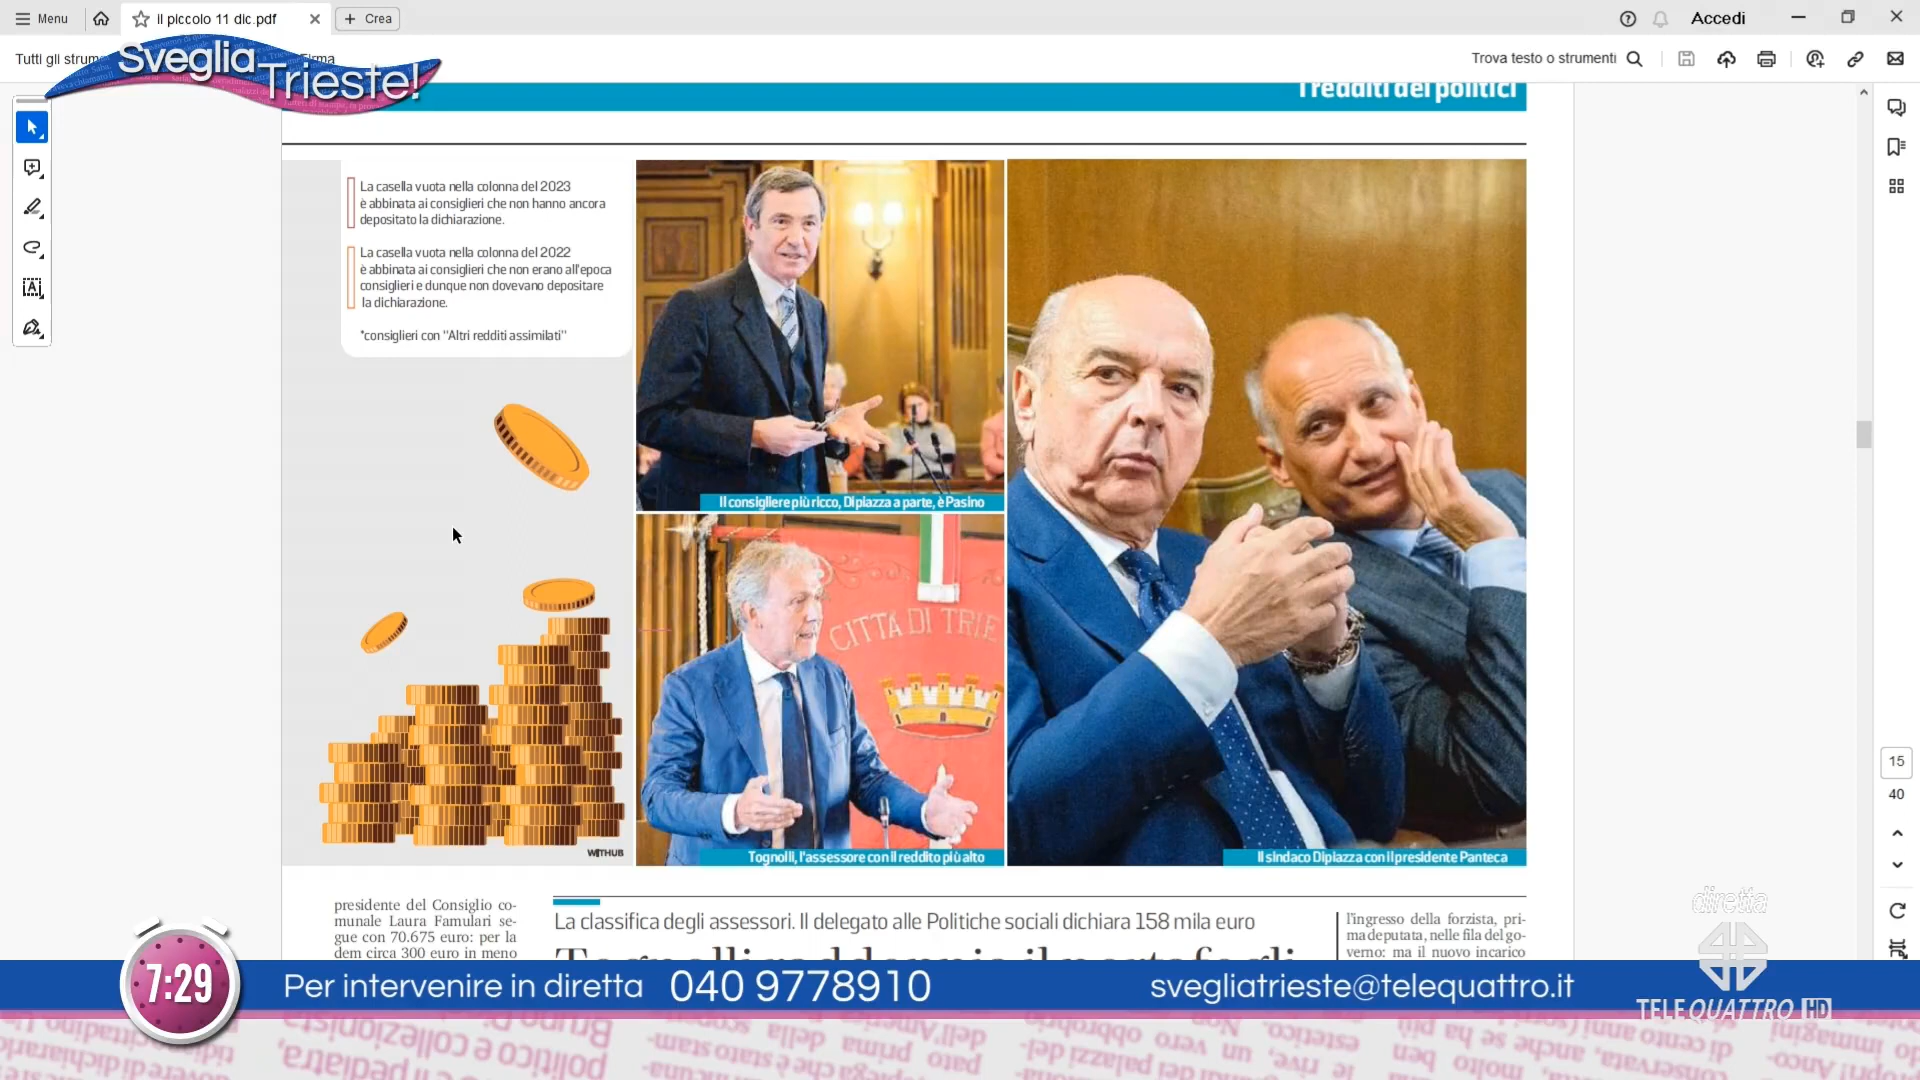 Menu
il piccolo 11 dic.pdf
Crea
Accedi
Tutti gli strum
Firma
Trova testo o strumenti
Sveglia
Trieste!
I redditi dei politici
La casella vuota nella colonna del 2023
è abbinata ai consiglieri che non hanno ancora
depositato la dichiarazione.
La casella vuota nella colonna del 2022
è abbinata ai consiglieri che non erano all'epoca
consiglieri e dunque non dovevano depositare
la dichiarazione.
*consiglieri con "Altri redditi assimilati"
Il consigliere più ricco, Dipiazza a parte, è Pasino
CITTÀ DI TRIE
WITHUB
Tognolli, l'assessore con il reddito più alto
Il sindaco Dipiazza con il presidente Panteca
15
40
presidente del Consiglio co-
munale Laura Famulari se-
gue con 70.675 euro: per la
dem circa 300 euro in meno
La classifica degli assessori. Il delegato alle Politiche sociali dichiara 158 mila euro
l'ingresso della forzista, pri-
ma deputata, nelle fila del go-
verno: ma il nuovo incarico
diretta
7:29
Per intervenire in diretta 040 9778910
svegliatrieste@telequattro.it
TELEQUATTRO HD